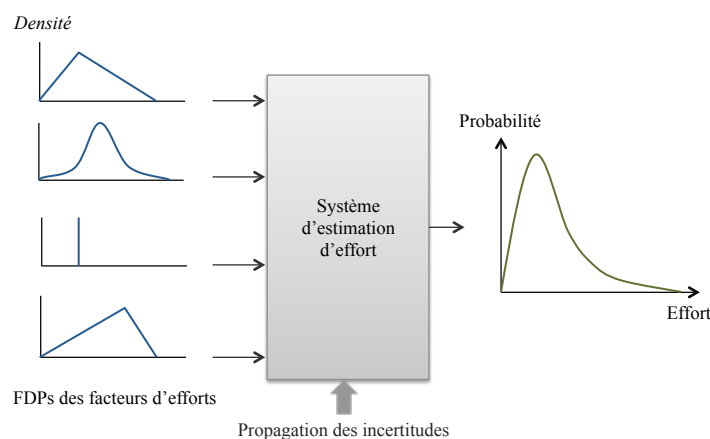 Densité
Système
d'estimation
d'effort
Probabilité
Effort
FDPs des facteurs d’efforts
Propagation des incertitudes